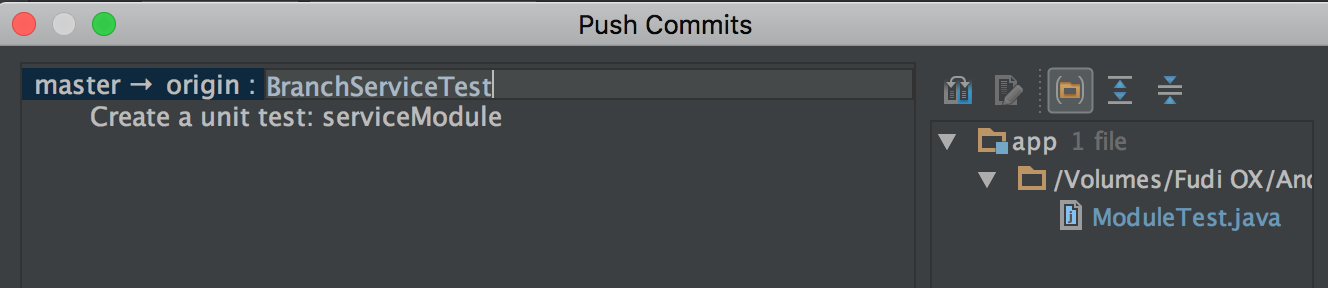 Push Commits
master → origin : BranchServiceTest
Create a unit test: serviceModule
app 1 file
/Volumes/Fudi OX/And
ModuleTest.java